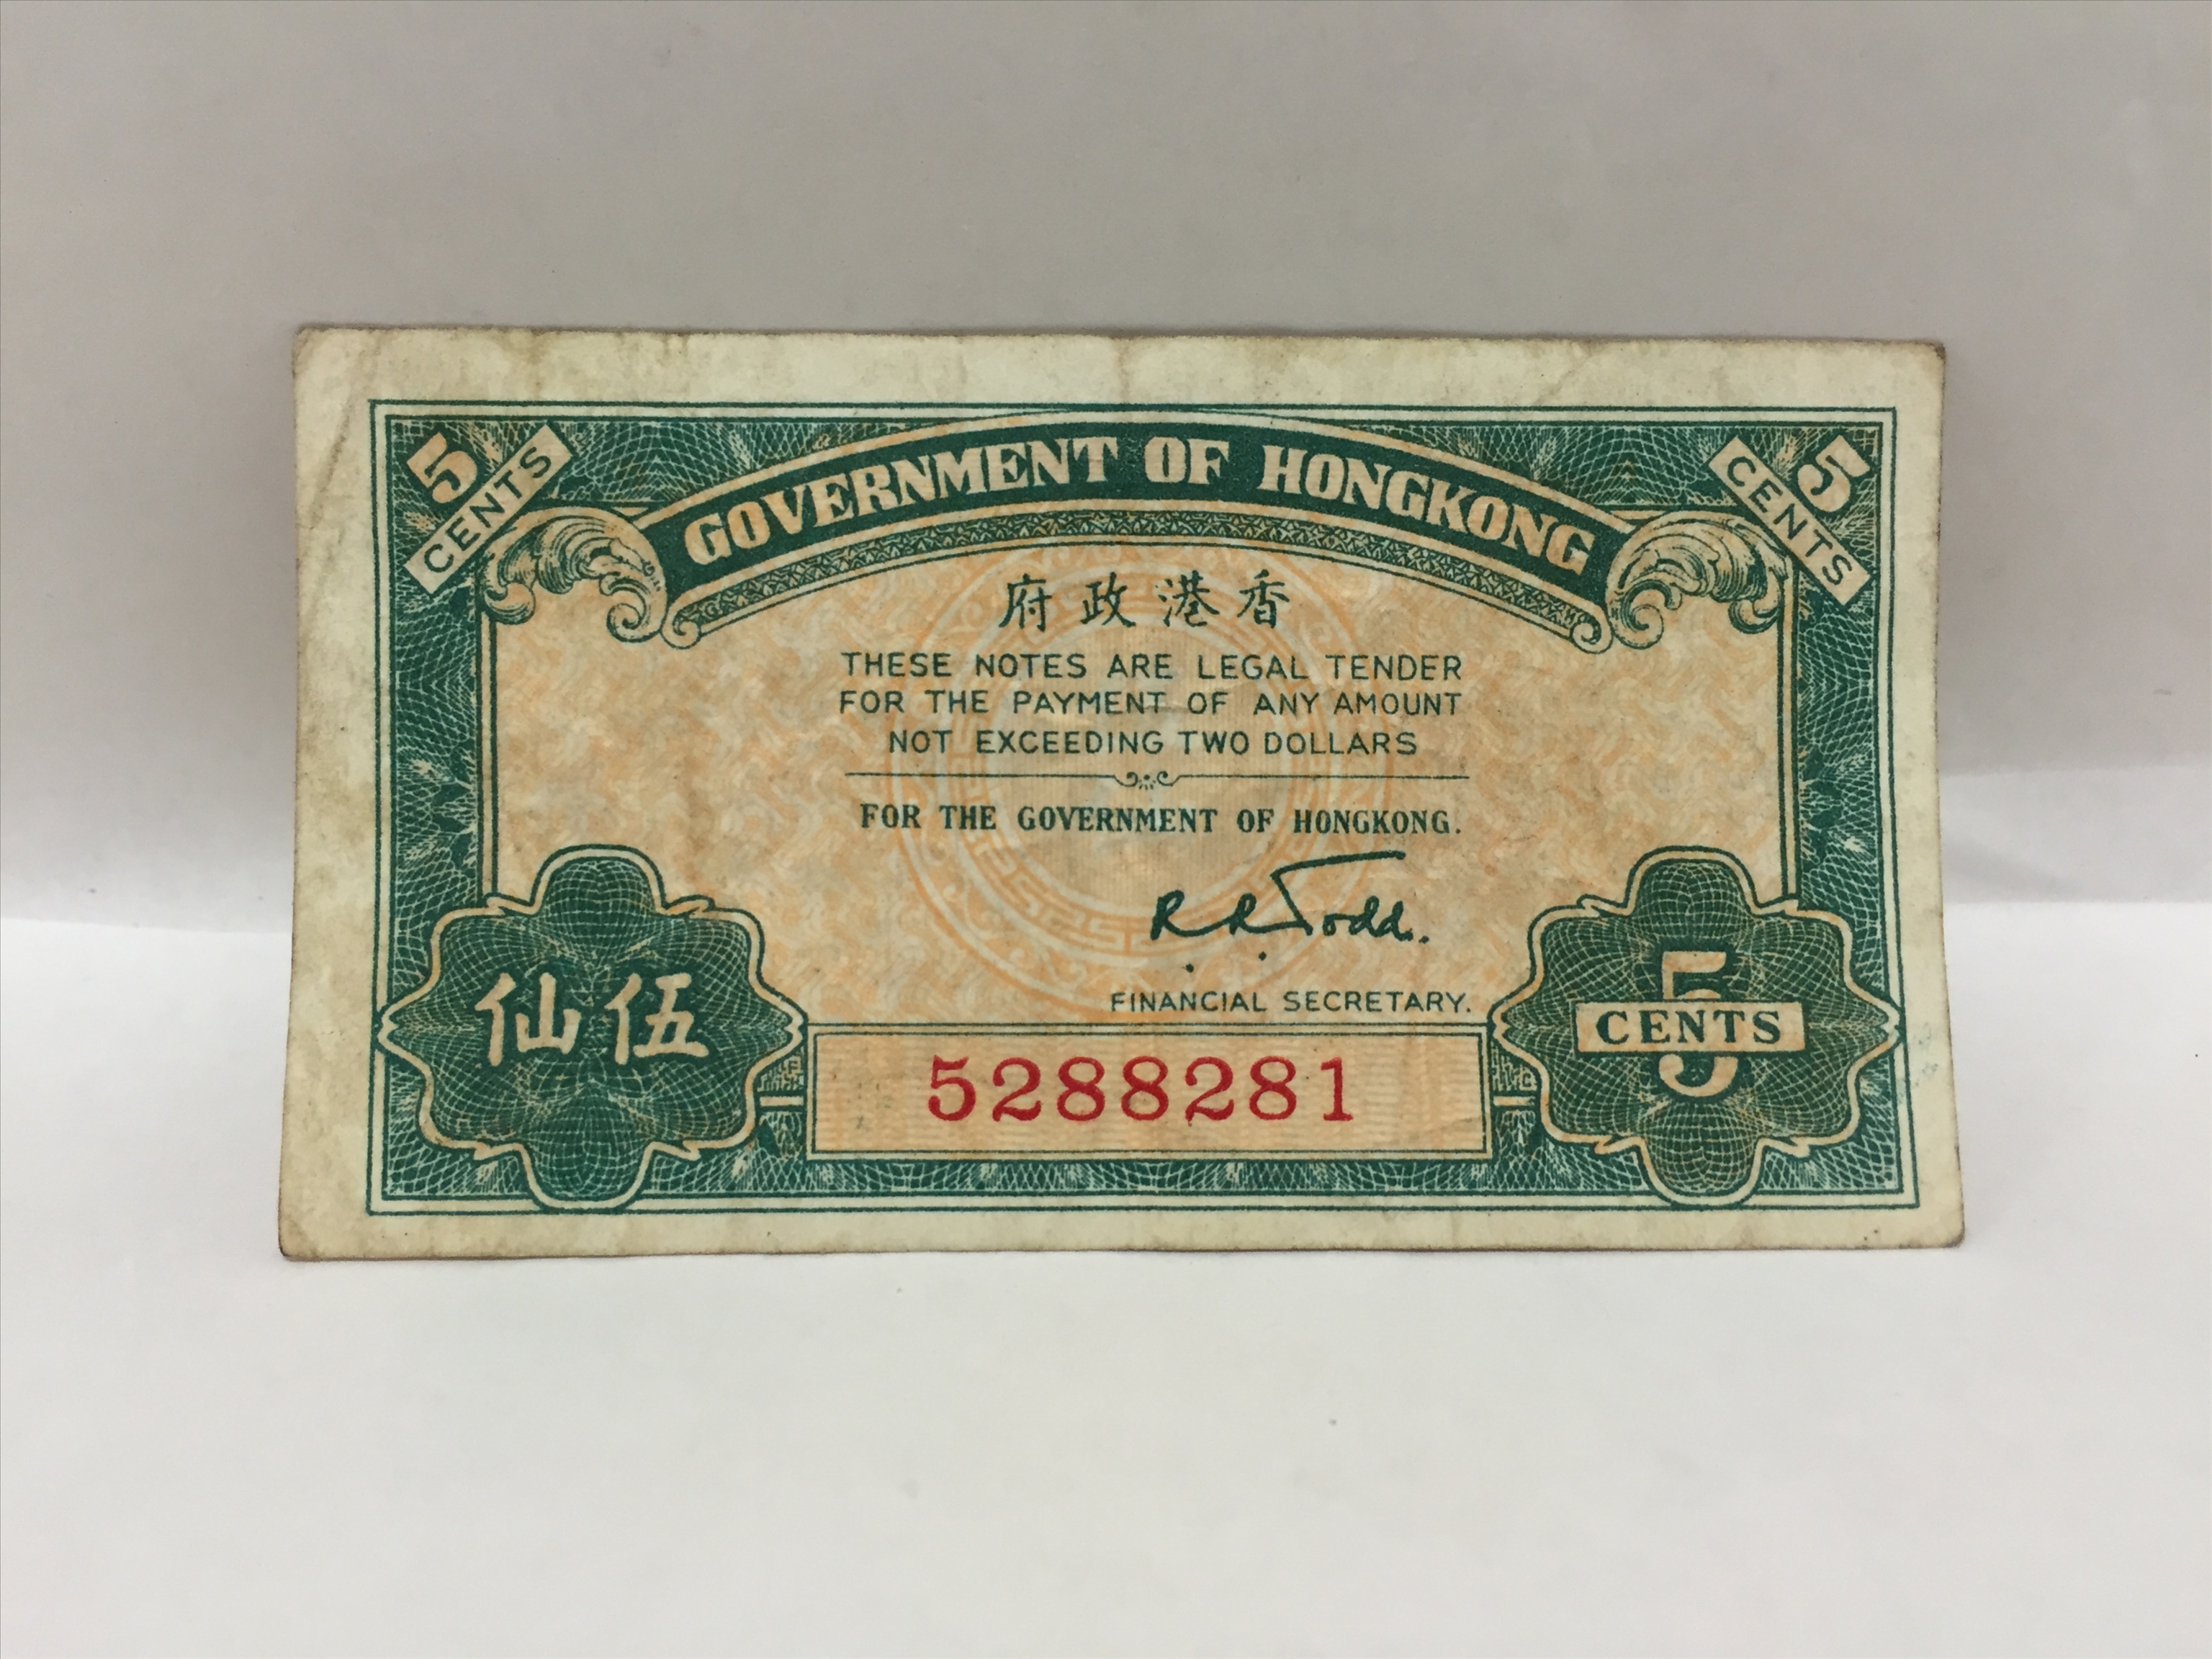 5 CENTS
5 CENTS
GOVERNMENT OF HONGKONG
府政港香
THESE NOTES ARE LEGAL TENDER
FOR THE PAYMENT OF ANY AMOUNT
NOT EXCEEDING TWO DOLLARS
FOR THE GOVERNMENT OF HONGKONG.
R R Todd.
FINANCIAL SECRETARY.
仙伍
5288281
5 CENTS